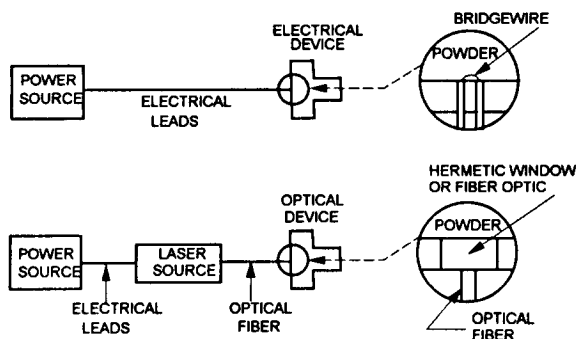 BRIDGEWIRE
ELECTRICAL
DEVICE
POWDER
POWER
SOURCE
ELECTRICAL
LEADS
HERMETIC WINDOW
OR FIBER OPTIC
OPTICAL
DEVICE
POWDER
POWER
SOURCE
LASER
SOURCE
ELECTRICAL
LEADS
OPTICAL
FIBER
OPTICAL
FIBER